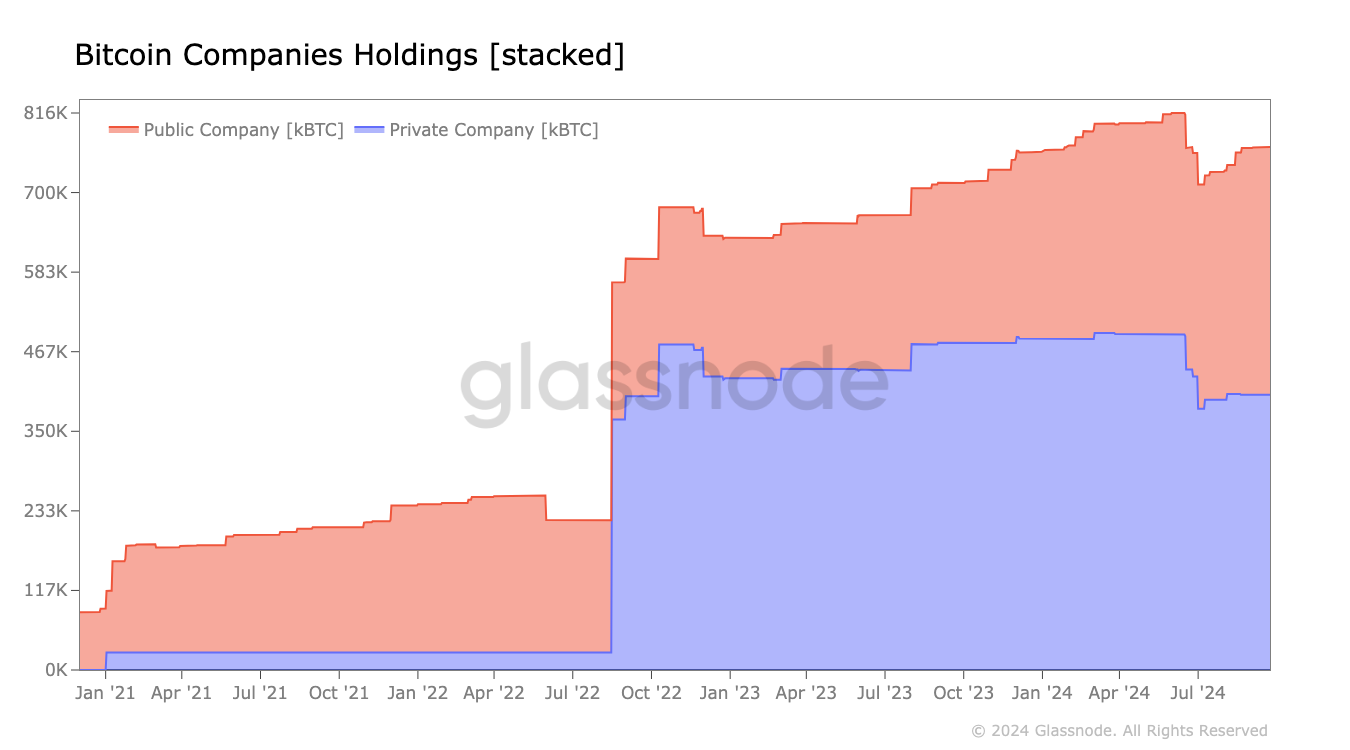 Bitcoin Companies Holdings [stacked]
816K
Public Company [kBTC] Private Company [kBTC]
700K
583K
467K
glassnode
350K
233K
117K
0K
Jan '21 Apr '21 Jul '21 Oct '21 Jan '22 Apr '22 Jul '22 Oct '22 Jan '23 Apr '23 Jul '23 Oct '23 Jan '24 Apr '24 Jul '24
© 2024 Glassnode. All Rights Reserved